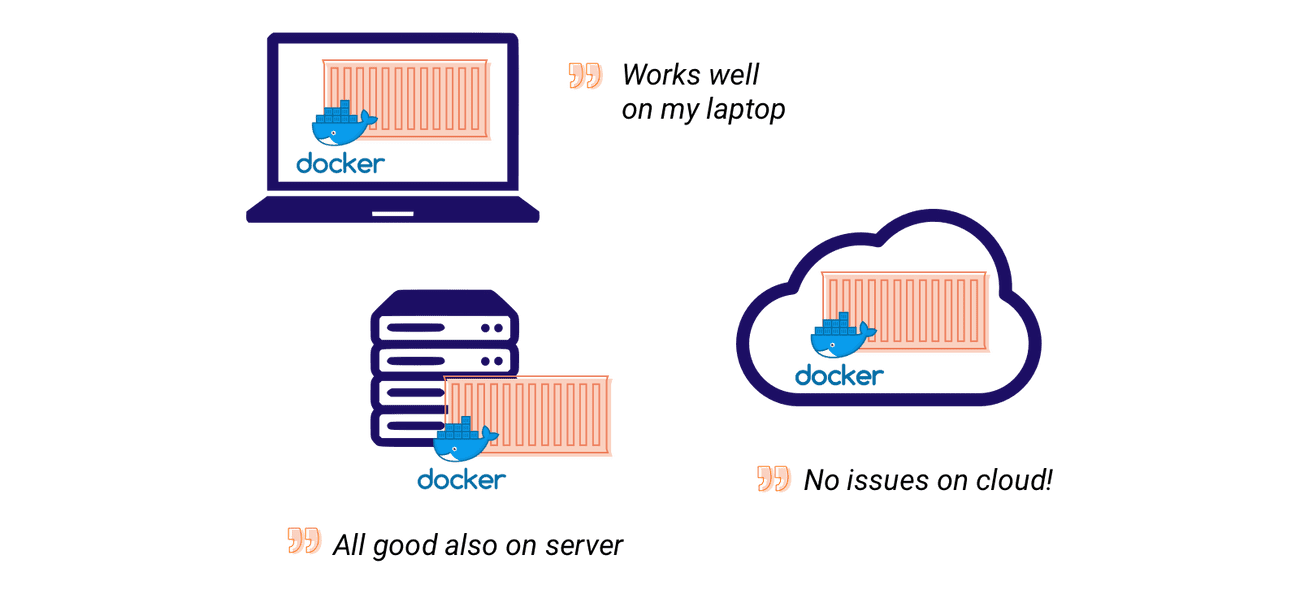 Works well
on my laptop
docker
docker
docker
No issues on cloud!
All good also on server